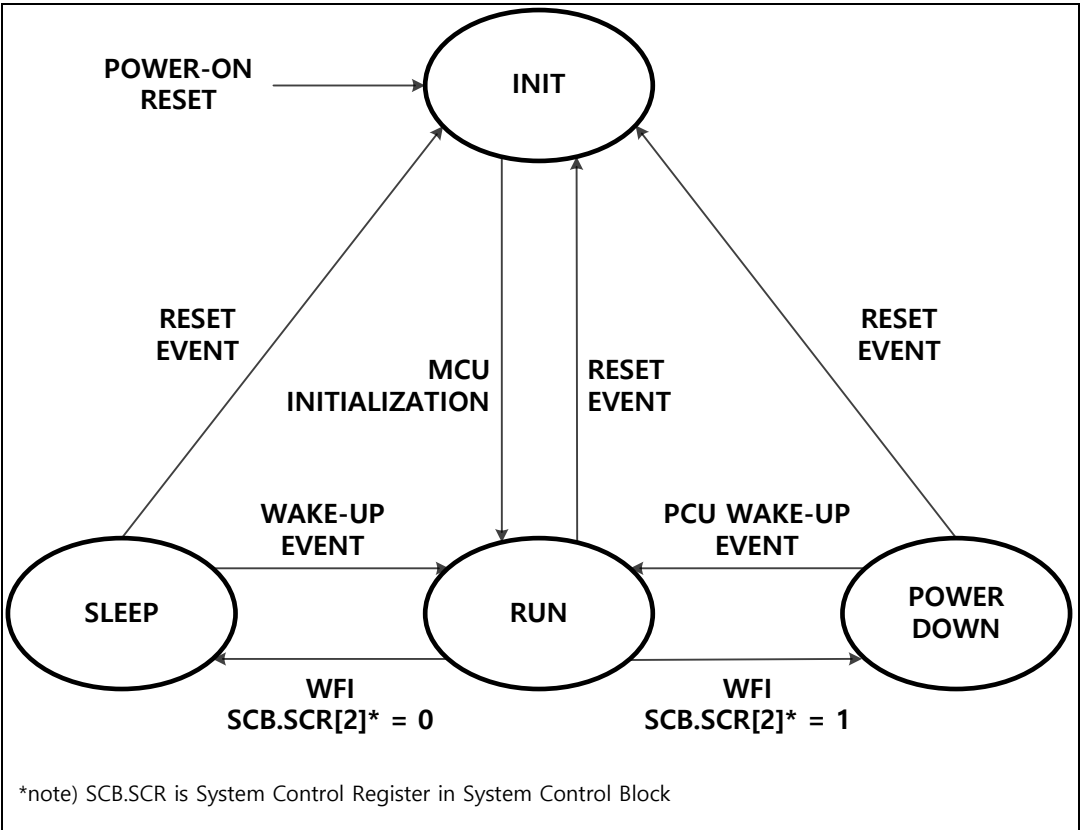 POWER-ON
RESET
INIT
RESET
EVENT
MCU
INITIALIZATION
RESET
EVENT
RESET
EVENT
WAKE-UP
EVENT
PCU WAKE-UP
EVENT
SLEEP
RUN
POWER
DOWN
WFI
SCB.SCR[2]* = 0
WFI
SCB.SCR[2]* = 1
*note) SCB.SCR is System Control Register in System Control Block